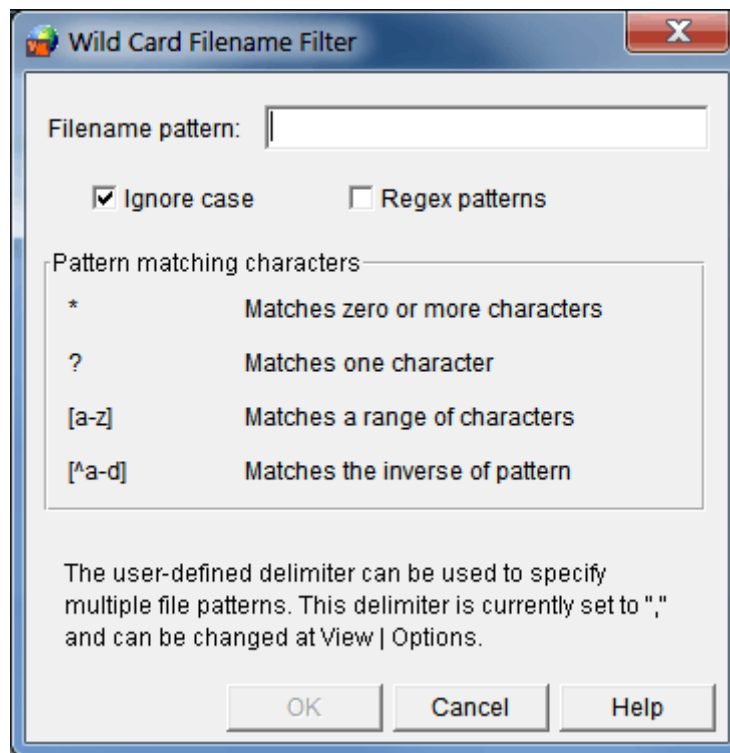 Wild Card Filename Filter
Filename pattern:
Ignore case Regex patterns
Pattern matching characters
* Matches zero or more characters
? Matches one character
[a-z] Matches a range of characters
[^a-d] Matches the inverse of pattern
The user-defined delimiter can be used to specify
multiple file patterns. This delimiter is currently set to ","
and can be changed at View | Options.
OK Cancel Help